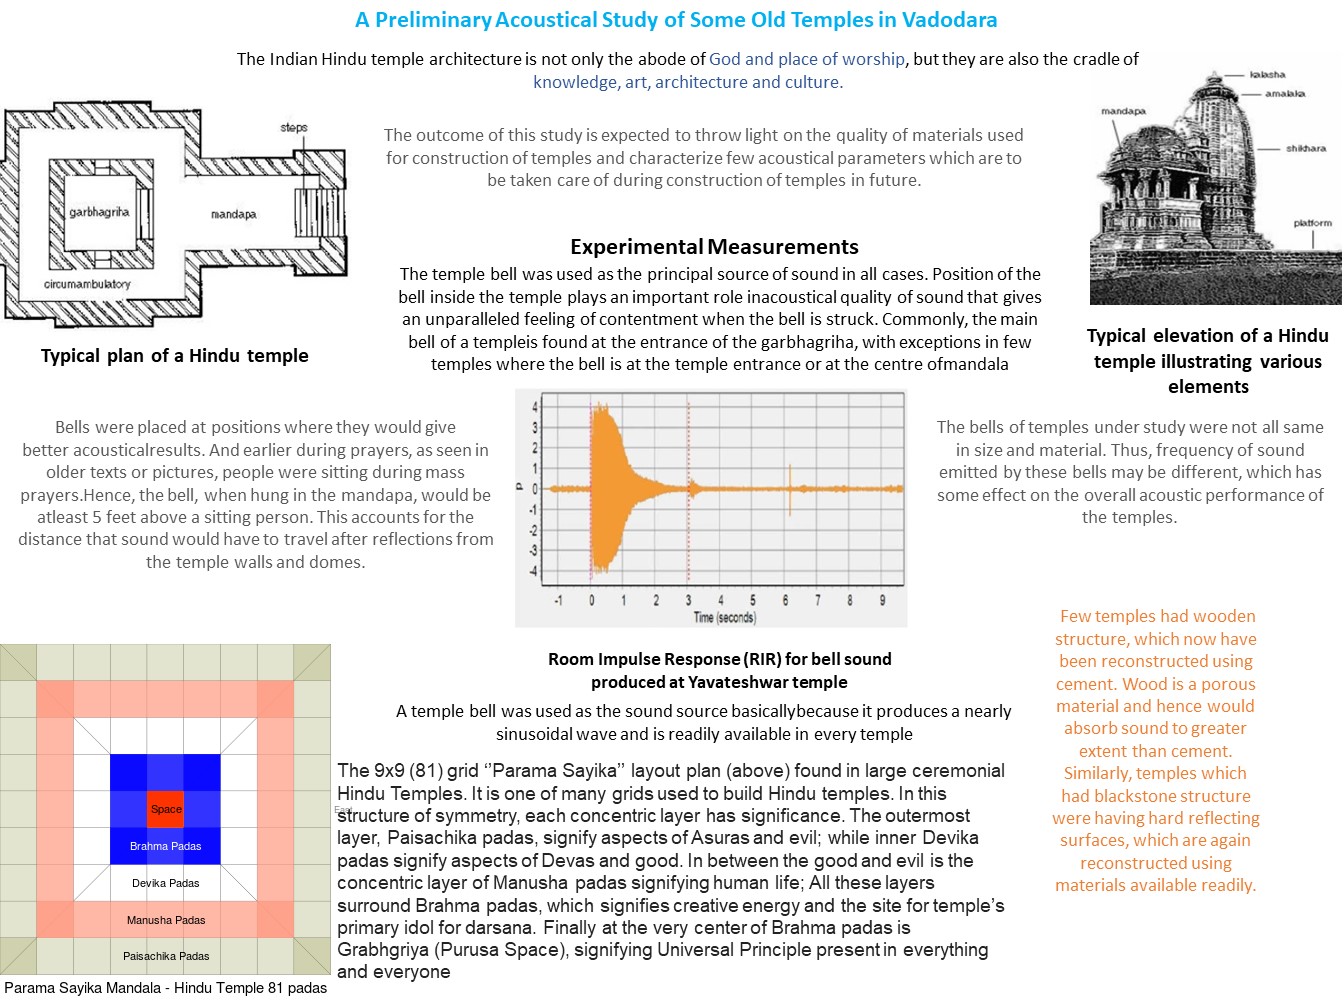 A Preliminary Acoustical Study of Some Old Temples in Vadodara
The Indian Hindu temple architecture is not only the abode of God and place of worship, but they are also the cradle of
knowledge, art, architecture and culture.
steps
garbhagriha
mandapa
circumambulatory
Typical plan of a Hindu temple
The outcome of this study is expected to throw light on the quality of materials used
for construction of temples and characterize few acoustical parameters which are to
be taken care of during construction of temples in future.
kalasha
amalaka
mandapa
shikhara
platform
Typical elevation of a Hindu
temple illustrating various
elements
Experimental Measurements
The temple bell was used as the principal source of sound in all cases. Position of the
bell inside the temple plays an important role inacoustical quality of sound that gives
an unparalleled feeling of contentment when the bell is struck. Commonly, the main
bell of a templeis found at the entrance of the garbhagriha, with exceptions in few
temples where the bell is at the temple entrance or at the centre ofmandala
Bells were placed at positions where they would give
better acousticalresults. And earlier during prayers, as seen in
older texts or pictures, people were sitting during mass
prayers.Hence, the bell, when hung in the mandapa, would be
atleast 5 feet above a sitting person. This accounts for the
distance that sound would have to travel after reflections from
the temple walls and domes.
4
3
2
1
0
-1
-2
-3
-4
P
-1 0 1 2 3 4 5 6 7 8 9
Time (seconds)
Room Impulse Response (RIR) for bell sound
produced at Yavateshwar temple
The bells of temples under study were not all same
in size and material. Thus, frequency of sound
emitted by these bells may be different, which has
some effect on the overall acoustic performance of
the temples.
A temple bell was used as the sound source basicallybecause it produces a nearly
sinusoidal wave and is readily available in every temple
Few temples had wooden
structure, which now have
been reconstructed using
cement. Wood is a porous
material and hence would
absorb sound to greater
extent than cement.
Similarly, temples which
had blackstone structure
were having hard reflecting
surfaces, which are again
reconstructed using
materials available readily.
Space
Brahma Padas
Devika Padas
Manusha Padas
Paisachika Padas
East
Parama Sayika Mandala - Hindu Temple 81 padas
The 9x9 (81) grid ‘’Parama Sayika’’ layout plan (above) found in large ceremonial
Hindu Temples. It is one of many grids used to build Hindu temples. In this
structure of symmetry, each concentric layer has significance. The outermost
layer, Paisachika padas, signify aspects of Asuras and evil; while inner Devika
padas signify aspects of Devas and good. In between the good and evil is the
concentric layer of Manusha padas signifying human life; All these layers
surround Brahma padas, which signifies creative energy and the site for temple’s
primary idol for darsana. Finally at the very center of Brahma padas is
Grabhgriya (Purusa Space), signifying Universal Principle present in everything
and everyone